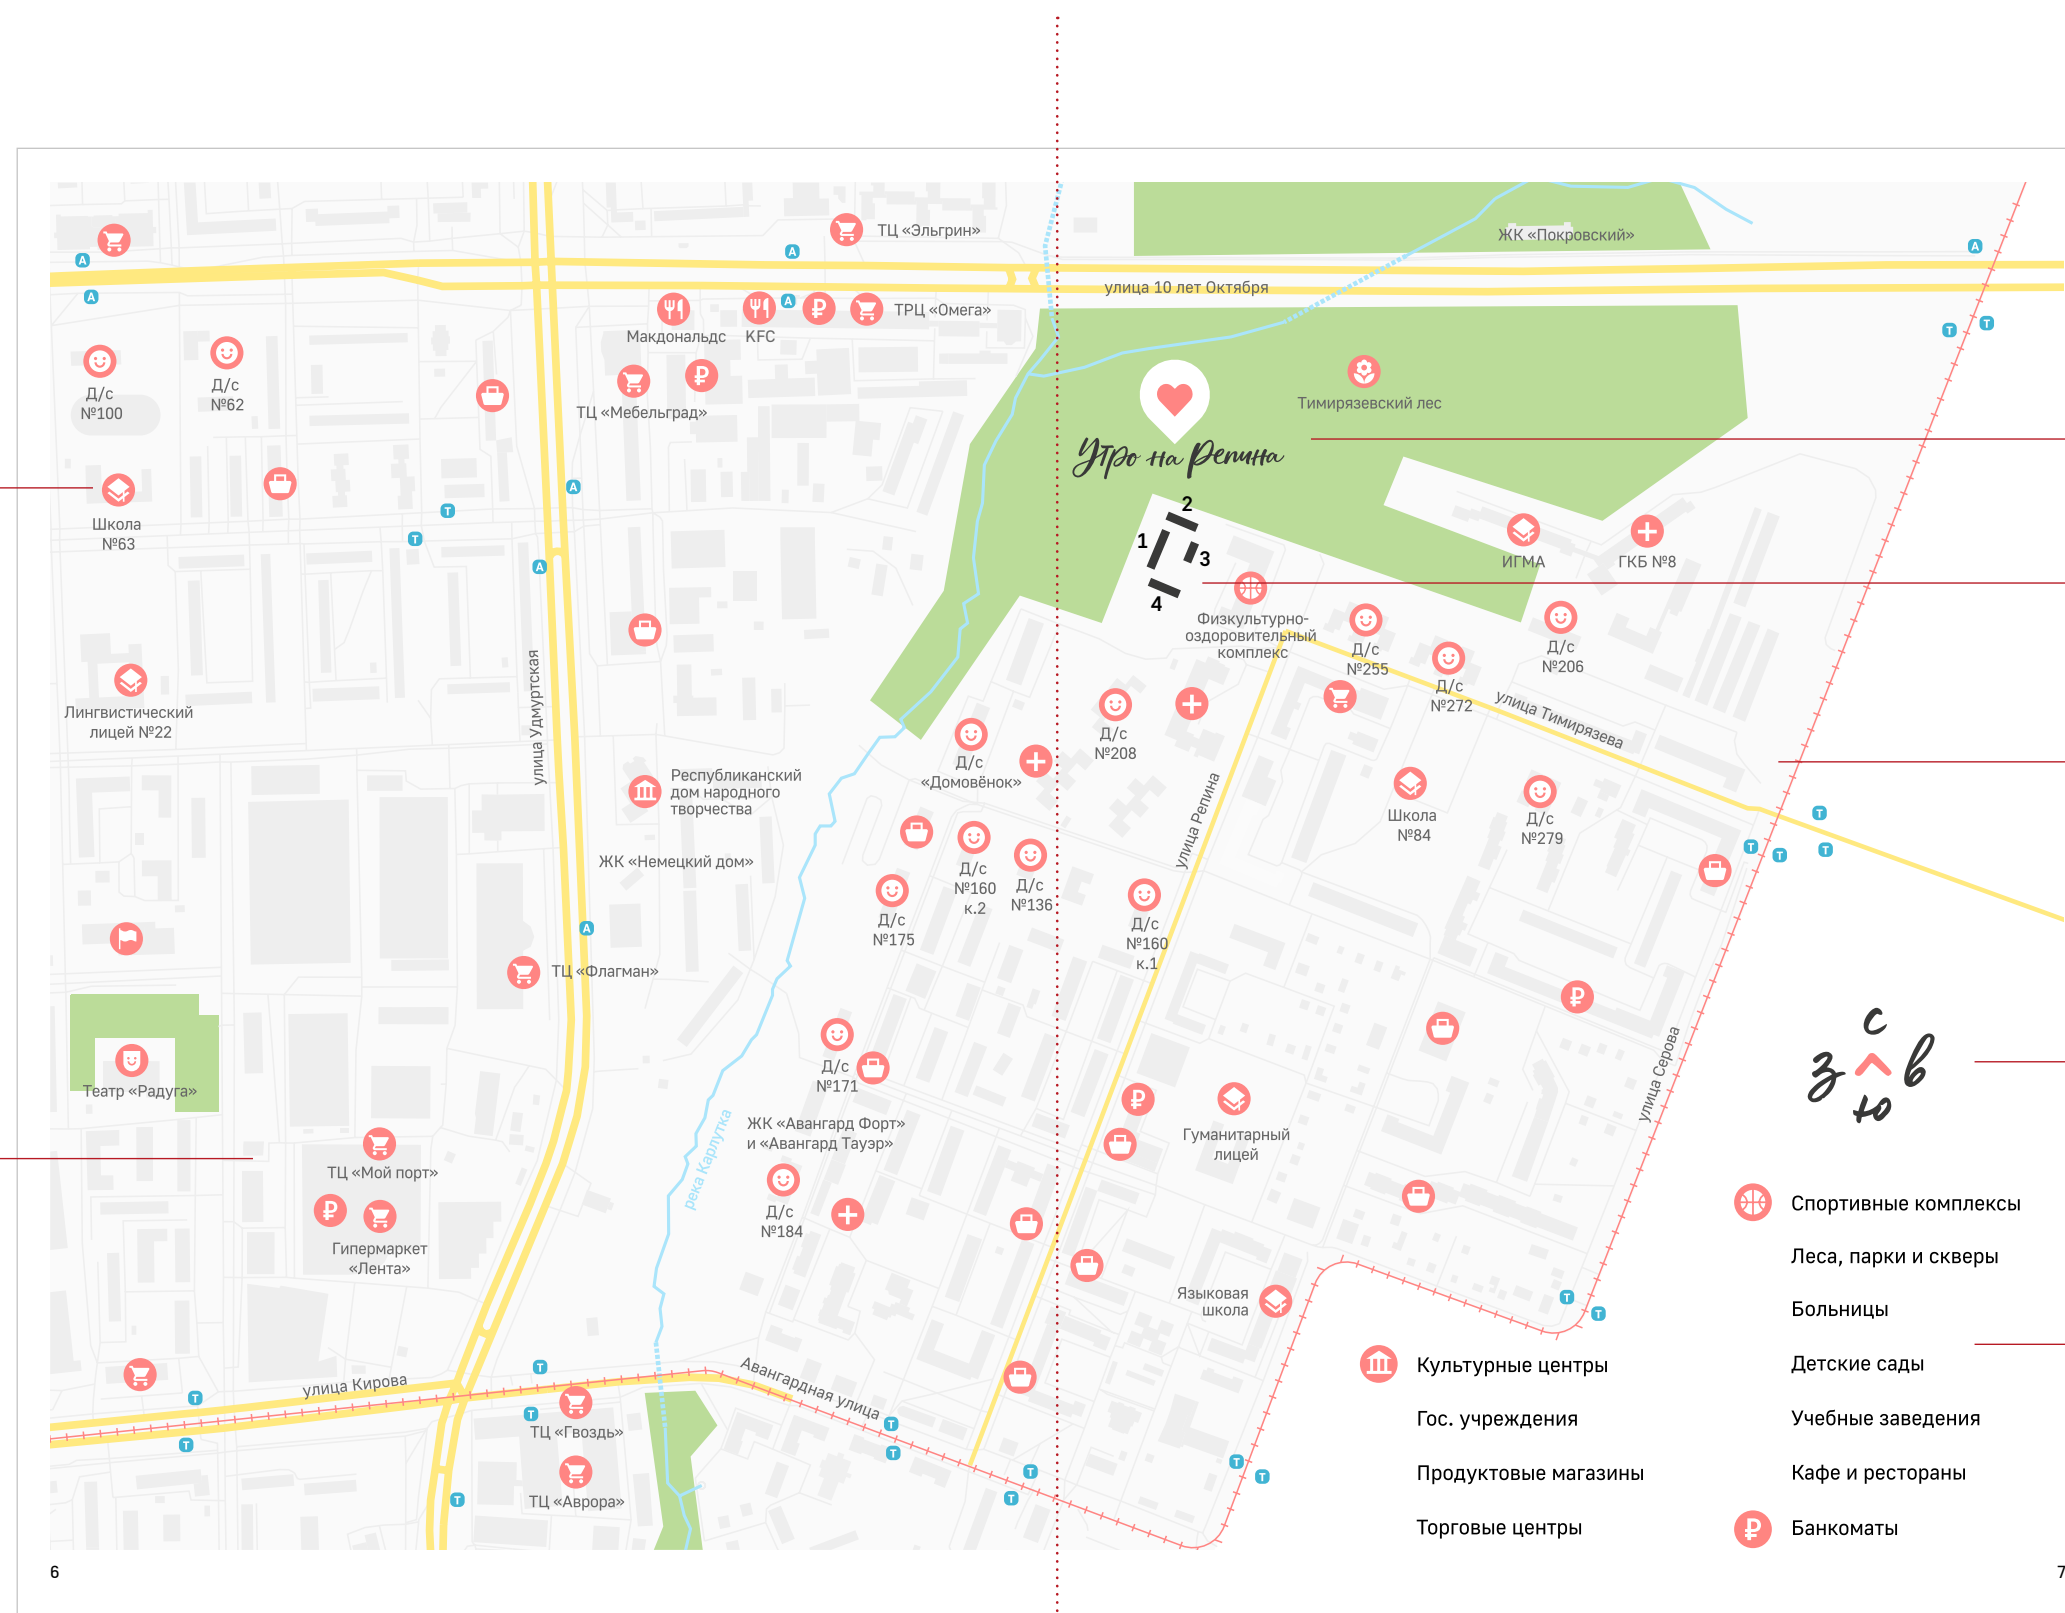 ТЦ «Эльгрин»
ЖК «Покровский»
А
А
А
А
улица 10 лет Октября
А
ТРЦ «Омега»
Макдональдс
KFC
Т
Т
Д/с
№100
Д/с
№62
ТЦ «Мебельград»
Тимирязевский лес
Утро на Репина
А
Т
Т
А
Школа
№63
2
1
3
4
ИГМА
ГКБ №8
Физкультурно-
оздоровительный
комплекс
Д/с
№255
Д/с
№206
Д/с
№272
улица Тимирязева
Лингвистический
лицей №22
улица Удмуртская
Д/с
№208
Д/с
«Домовёнок»
Республиканский
дом народного
творчества
улица Репина
Школа
№84
Д/с
№279
Т
Т
Т
Т
ЖК «Немецкий дом»
Д/с
№160
к.2
Д/с
№136
Д/с
№175
Д/с
№160
к.1
А
ТЦ «Флагман»
улица Серова
с
з
в
ю
Театр «Радуга»
Д/с
№171
ЖК «Авангард Форт»
и «Авангард Тауэр»
река Карлутка
Гуманитарный
лицей
ТЦ «Мой порт»
Д/с
№184
Гипермаркет
«Лента»
Языковая
школа
Т
Т
Т
Т
Т
Т
Т
улица Кирова
Авангардная улица
ТЦ «Гвоздь»
ТЦ «Аврора»
Т
Т
Т
Т
Т
Т
Спортивные комплексы
Леса, парки и скверы
Больницы
Детские сады
Учебные заведения
Кафе и рестораны
Банкоматы
Культурные центры
Гос. учреждения
Продуктовые магазины
Торговые центры
6
7